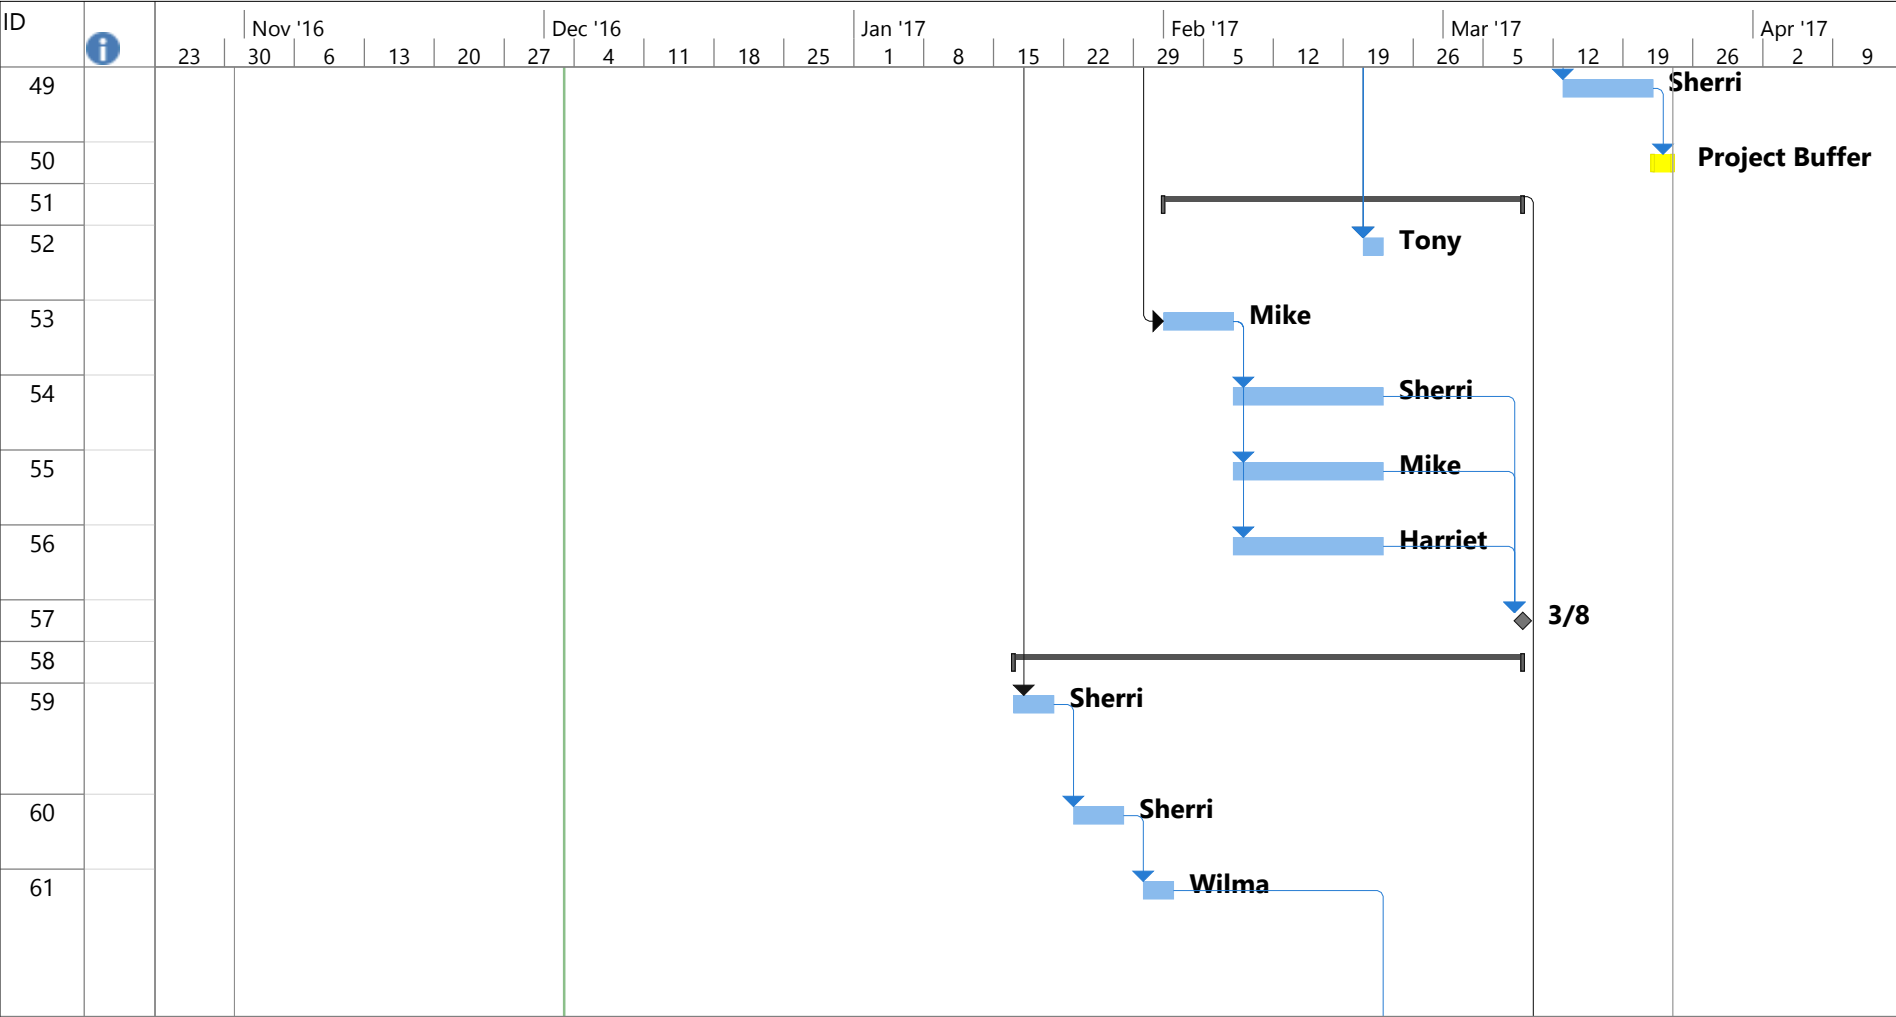 ID
i
Nov '16 Dec '16 Jan '17 Feb '17 Mar '17 Apr '17
23 30 6 13 20 27 4 11 18 25 1 8 15 22 29 5 12 19 26 5 12 19 26 2 9
49 Sherri
50 Project Buffer
51
52 Tony
53 Mike
54 Sherri
55 Mike
56 Harriet
57 3/8
58
59 Sherri
60 Sherri
61 Wilma